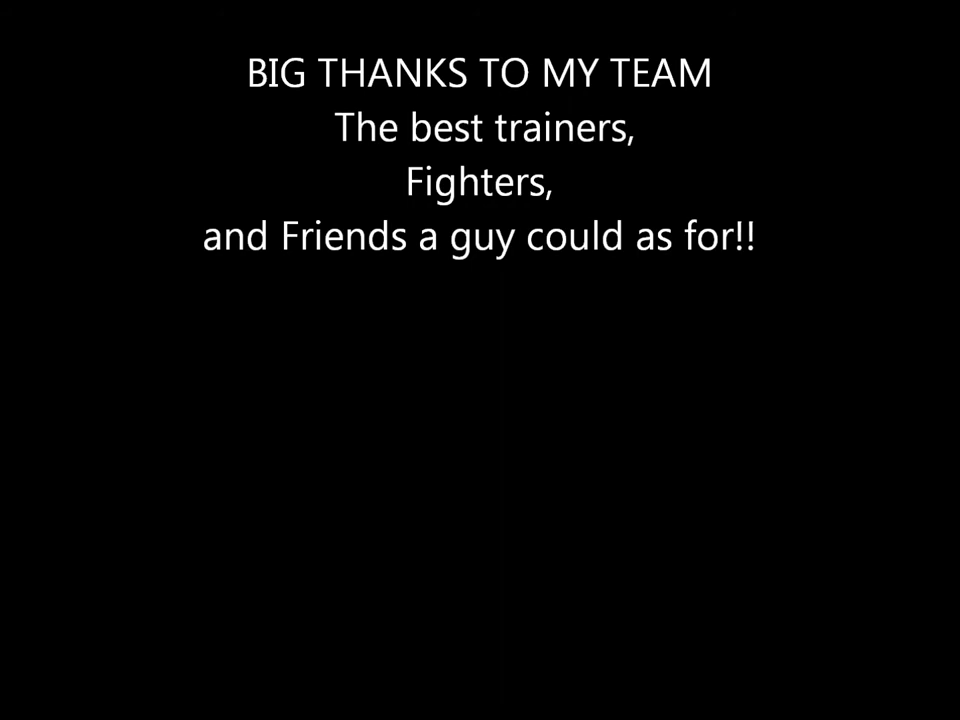 BIG THANKS TO MY TEAM
The best trainers,
Fighters,
and Friends a guy could as for!!